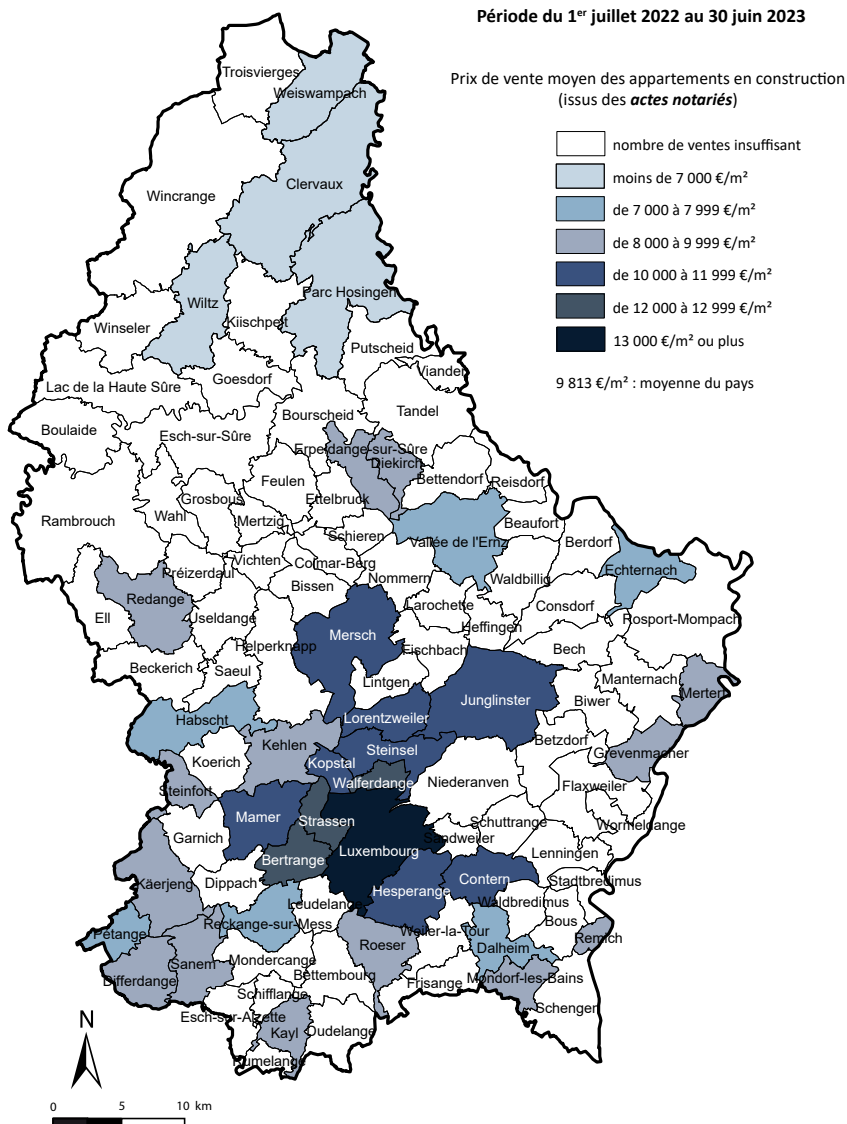 Période du 1er juillet 2022 au 30 juin 2023
Prix de vente moyen des appartements en construction
(issus des actes notariés)
nombre de ventes insuffisant
moins de 7 000 €/m²
de 7 000 à 7 999 €/m²
de 8 000 à 9 999 €/m²
de 10 000 à 11 999 €/m²
de 12 000 à 12 999 €/m²
13 000 €/m² ou plus
9 813 €/m² : moyenne du pays
Troisvierges
Weiswampach
Clervaux
Wincrange
Wiltz
Parc Hosingen
Winseler
Kiischpelt
Putscheid
Vianden
Lac de la Haute Sûre
Goesdorf
Bourscheid
Tandel
Boulaide
Esch-sur-Sûre
Erpeldange-sur-Sûre
Diekirch
Feulen
Bettendorf
Reisdorf
Grosbous
Ettelbruck
Rambrouch
Wahl
Mertzig
Beaufort
Schieren
Vallée de l'Ernz
Berdorf
Vichten
Colmar-Berg
Echternach
Préizerdaul
Bissen
Nommern
Waldbillig
Redange
Larochette
Consdorf
Ell
Useldange
Heffingen
Rosport-Mompach
Mersch
Helperknapp
Fischbach
Bech
Beckerich
Saeul
Lintgen
Manternach
Mertert
Junglinster
Biwer
Habscht
Lorentzweiler
Kehlen
Steinsel
Betzdorf
Grevenmacher
Koerich
Kopstal
Walferdange
Niederanven
Flaxweiler
Steinfort
Mamer
Strassen
Schuttrange
Wormeldange
Garnich
Sandweiler
Luxembourg
Lenningen
Bertrange
Käerjeng
Dippach
Hesperange
Contern
Stadtbredimus
Leudelange
Waldbredimus
Reckange-sur-Mess
Bous
Pétange
Weiler-la-Tour
Remich
Roeser
Dalheim
Mondercange
Sanem
Bettembourg
Differdange
Frisange
Mondorf-les-Bains
Schifflange
Schengen
Esch-sur-Alzette
Kayl
Dudelange
Rumelange
N
0 5 10 km